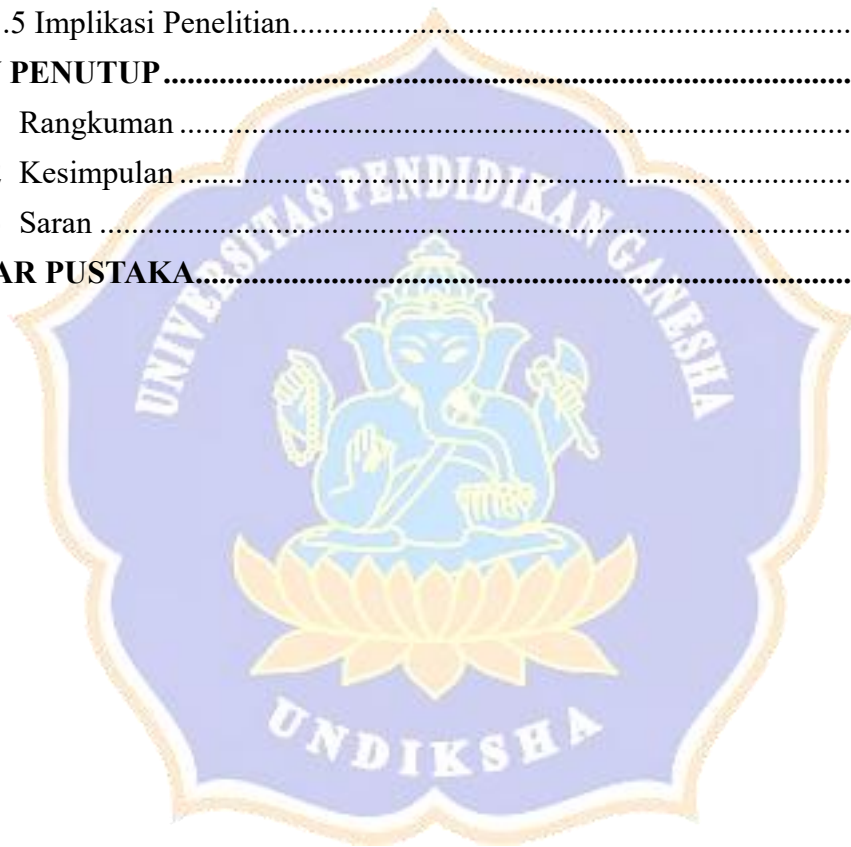 .5 Implikasi Penelitian..........................................................................
PENUTUP.........................................................................................
Rangkuman ......................................................................................
Kesimpulan ......................................................................................
Saran ................................................................................................
AR PUSTAKA....................................................................................
UNIVERSITAS PENDIDIKAN GANESHA
UNDIKSHA